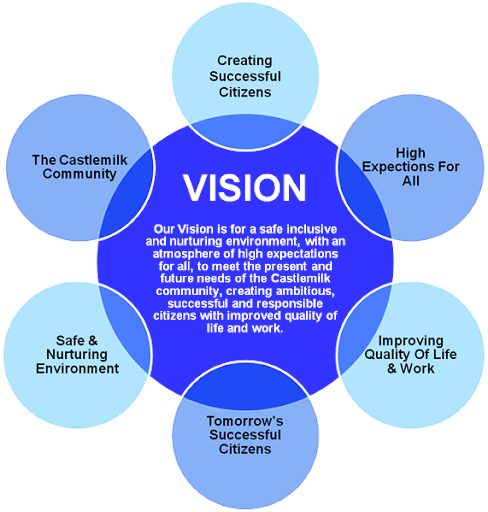 Creating
Successful
Citizens
The Castlemilk
Community
High
Expections For
All
VISION
Our Vision is for a safe inclusive
and nurturing environment, with an
atmosphere of high expectations
for all, to meet the present and
future needs of the Castlemilk
community, creating ambitious,
successful and responsible
citizens with improved quality of
life and work.
Safe &
Nurturing
Environment
Improving
Quality Of Life
& Work
Tomorrow's
Successful
Citizens